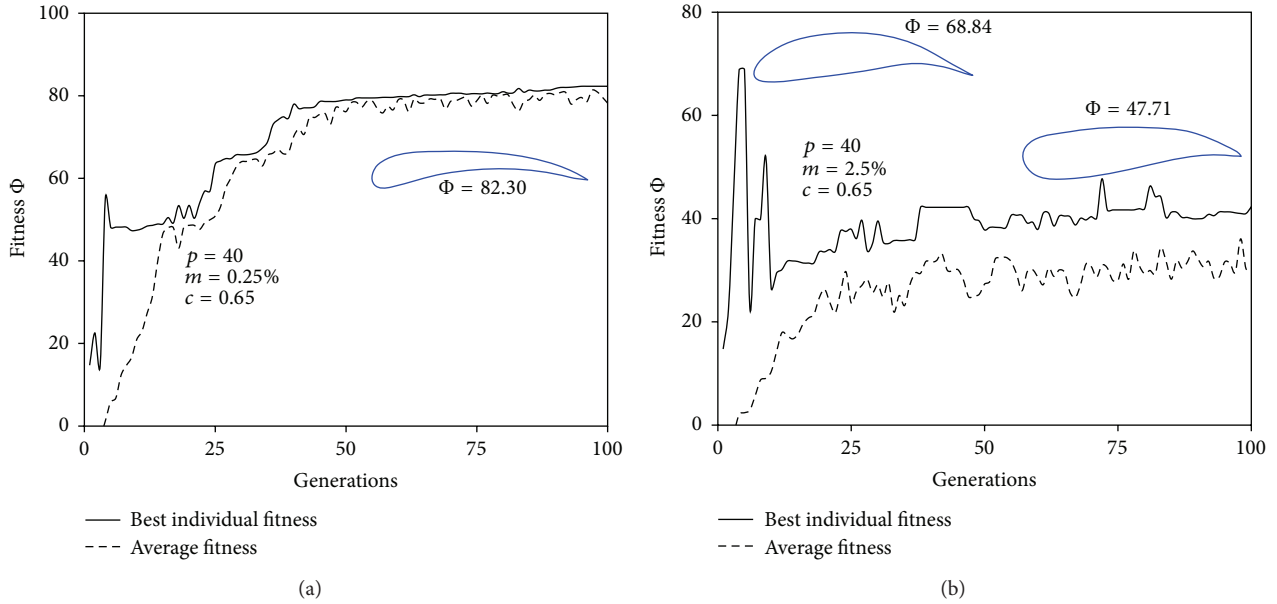 100
80
60
40
20
0
Fitness Φ
0
25
50
75
100
Generations
p = 40
m = 0.25%
c = 0.65
Φ = 82.30
Best individual fitness
Average fitness
(a)
80
60
40
20
0
Fitness Φ
0
25
50
75
100
Generations
Φ = 68.84
Φ = 47.71
p = 40
m = 2.5%
c = 0.65
Best individual fitness
Average fitness
(b)